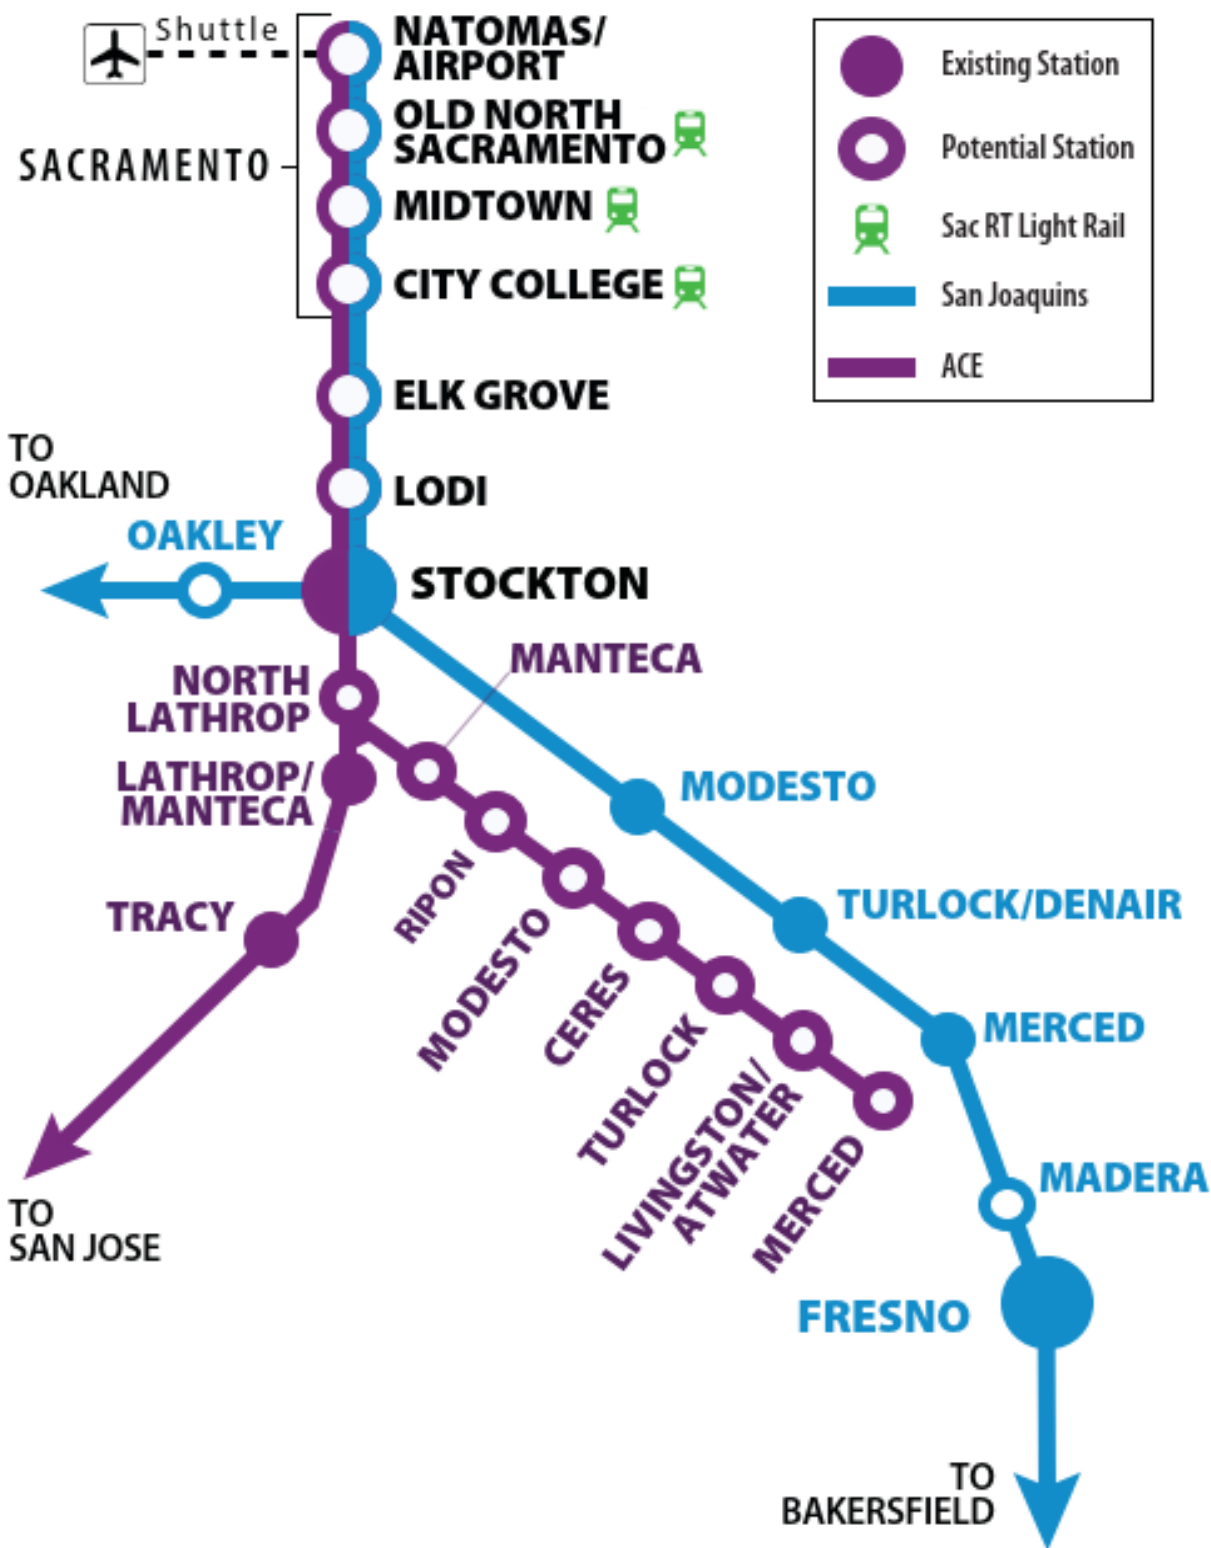 Shuttle
NATOMAS/
AIRPORT
OLD NORTH
SACRAMENTO
SACRAMENTO
MIDTOWN
CITY COLLEGE
ELK GROVE
LODI
TO
OAKLAND
OAKLEY
STOCKTON
MANTECA
NORTH
LATHROP
LATHROP/
MANTECA
TRACY
TO
SAN JOSE
RIPON
MODESTO
CERES
TURLOCK
LIVINGSTON/
ATWATER
MERCED
MODESTO
TURLOCK/DENAIR
MERCED
MADERA
FRESNO
TO
BAKERSFIELD
Existing Station
Potential Station
Sac RT Light Rail
San Joaquins
ACE